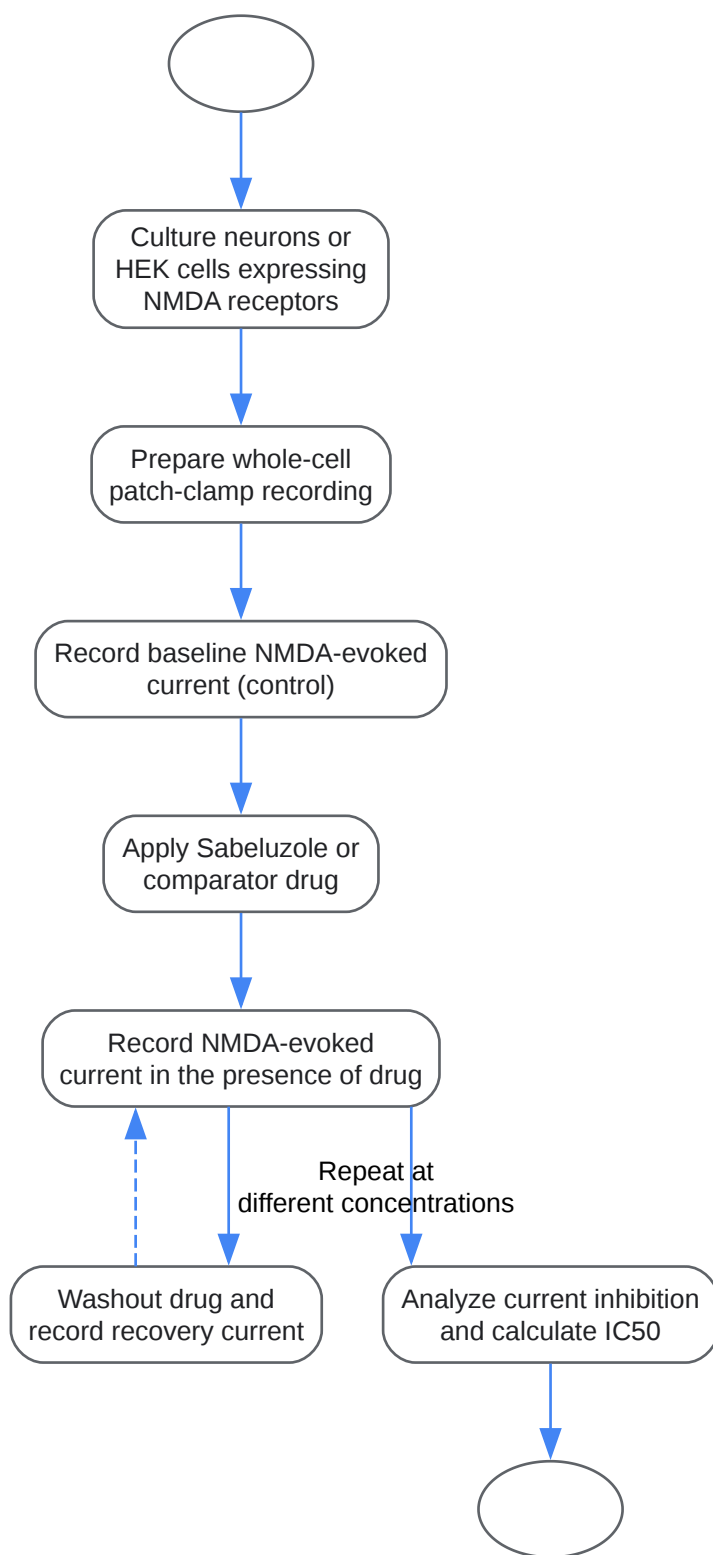 Culture neurons or
HEK cells expressing
NMDA receptors
Prepare whole-cell
patch-clamp recording
Record baseline NMDA-evoked
current (control)
Apply Sabeluzole or
comparator drug
Record NMDA-evoked
current in the presence of drug
Repeat at
different concentrations
Washout drug and
record recovery current
Analyze current inhibition
and calculate IC50